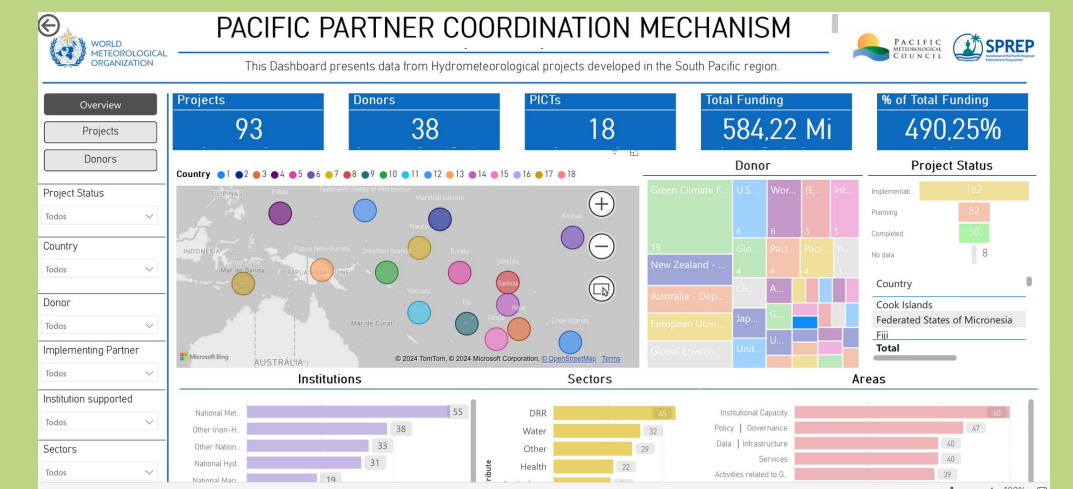 WORLD
METEOROLOGICAL
ORGANIZATION
PACIFIC PARTNER COORDINATION MECHANISM
This Dashboard presents data from Hydrometeorological projects developed in the South Pacific region.
PACIFIC
METEOROLOGICAL
COUNCIL
SPREP
Overview
Projects
Donors
Projects
93
Donors
38
PICTs
18
Total Funding
584,22 Mi
% of Total Funding
490,25%
Project Status
Todos
Country
Todos
Donor
Todos
Implementing Partner
Todos
Institution supported
Todos
Sectors
Todos
Country 1 2 3 4 5 6 7 8 9 10 11 12 13 14 15 16 17 18
FILIPINAS
Palau
Federated States of Micronesia
Marshall Islands
Nauru
Kiribati
INDONÉSIA
Mar de Banda
Papua New Guinea
PAPUA
Solomon Islands
Tuvalu
Tokelau
Samoa
Vanuatu
Fiji
Tonga
Niue
Cook Islands
Mar de Coral
AUSTRÁLIA
Microsoft Bing
© 2024 TomTom, © 2024 Microsoft Corporation, © OpenStreetMap Terms
Donor
Green Climate F...
19
New Zealand - ...
Australia - Dep...
European Unio...
Global Environ...
U.S. ...
6
Wor...
6
(E...
5
Int...
5
Glo...
4
Paci...
4
Paci...
4
A...
Cli...
A...
Jap...
G...
Unit...
U...
Project Status
Implementati...
182
Planning
52
Completed
50
No data
8
Country
Cook Islands
Federated States of Micronesia
Fiji
Total
Institutions
National Met...
55
Other (non-H...
38
Other Nation...
33
National Hyd...
31
National Mari...
19
Sectors
DRR
45
Water
32
Other
29
Health
22
Areas
Institutional Capacity
60
Policy | Governance
47
Data | Infrastructure
40
Services
40
Activities related to G...
39